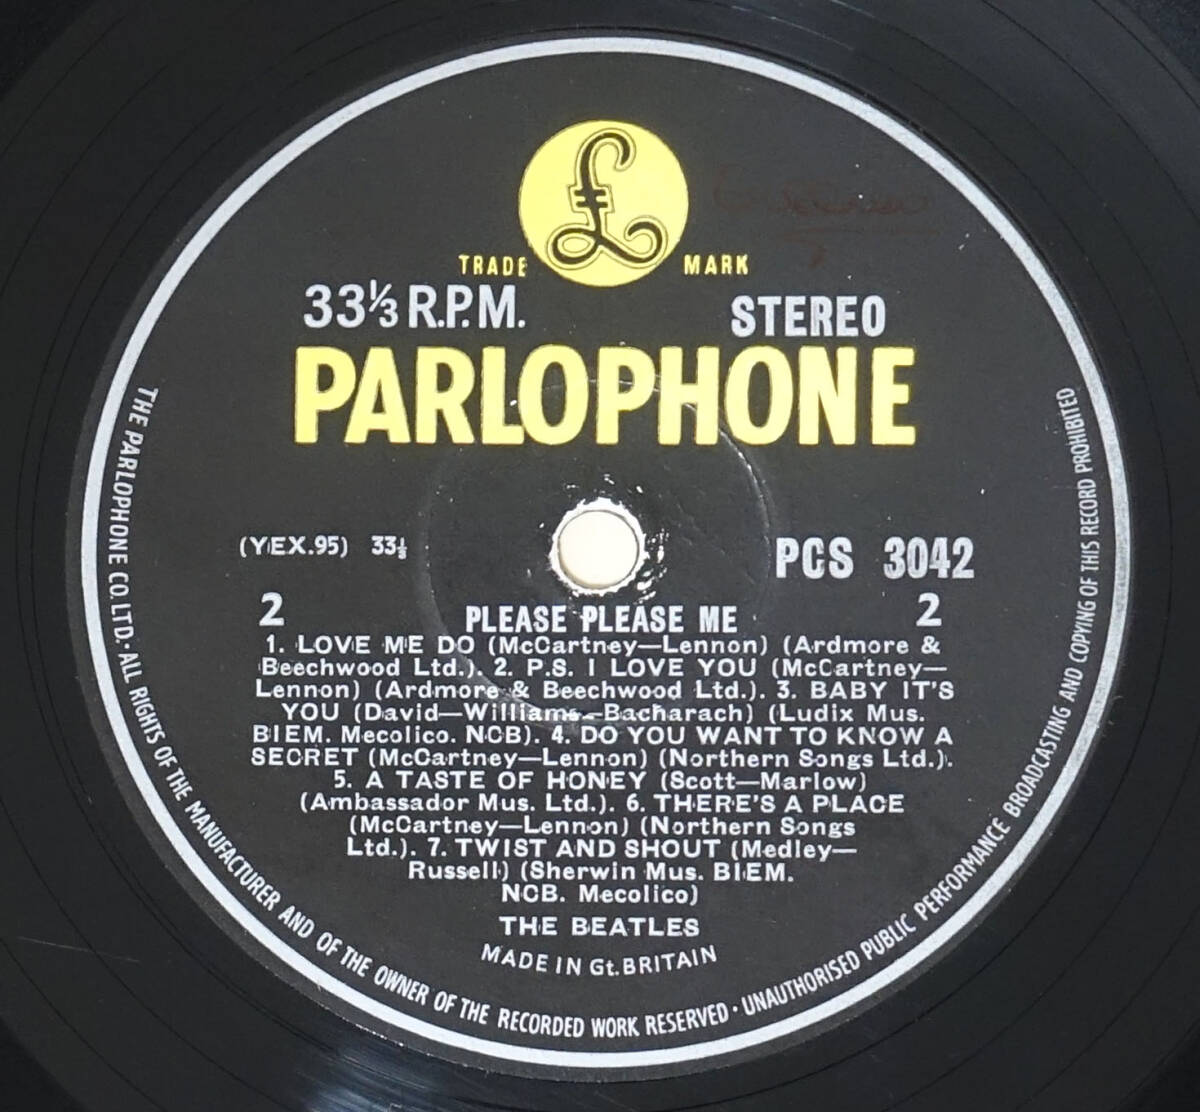 £
TRADE MARK
33⅓ R.P.M. STEREO
PARLOPHONE
(YEX.95) 33⅓ PCS 3042
2 PLEASE PLEASE ME 2
1. LOVE ME DO (McCartney—Lennon) (Ardmore &
Beechwood Ltd.). 2. P.S. I LOVE YOU (McCartney—
Lennon) (Ardmore & Beechwood Ltd.). 3. BABY IT'S
YOU (David—Williams—Bacharach) (Ludix Mus.
BIEM. Mecolico. NCB). 4. DO YOU WANT TO KNOW A
SECRET (McCartney—Lennon) (Northern Songs Ltd.).
5. A TASTE OF HONEY (Scott—Marlow)
(Ambassador Mus. Ltd.). 6. THERE'S A PLACE
(McCartney—Lennon) (Northern Songs
Ltd.). 7. TWIST AND SHOUT (Medley—
Russell) (Sherwin Mus. BIEM.
NCB. Mecolico)
THE BEATLES
MADE IN Gt. BRITAIN
THE PARLOPHONE CO. LTD. · ALL RIGHTS OF THE MANUFACTURER AND OF THE OWNER OF THE RECORDED WORK RESERVED · UNAUTHORISED PUBLIC PERFORMANCE BROADCASTING AND COPYING OF THIS RECORD PROHIBITED